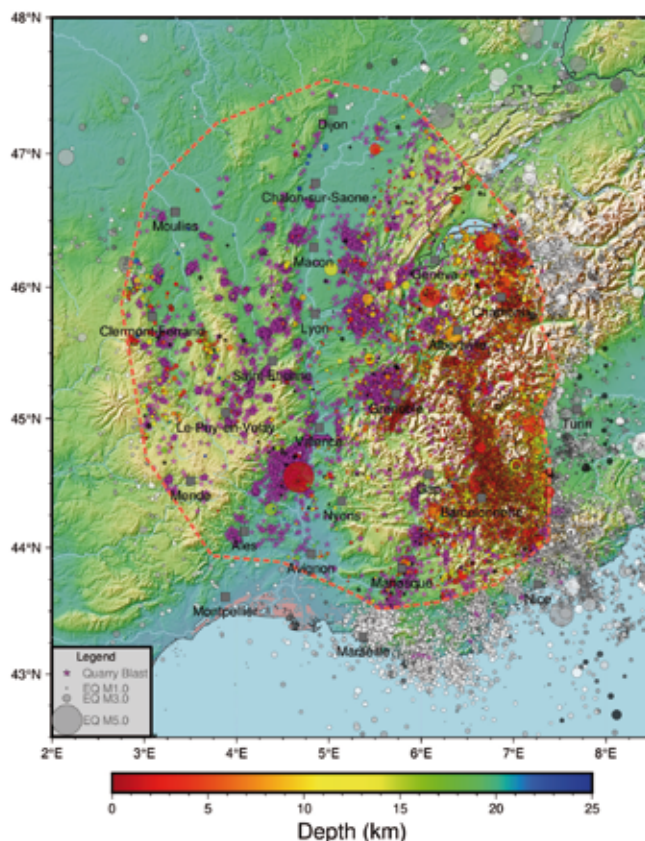 48°N
Dijon
47°N
Chalon-sur-Saone
Moulins
Macon
46°N
Geneva
Chamonix
Clermont-Ferrand
Lyon
Albertville
Saint-Etienne
45°N
Grenoble
Turin
Le-Puy-en-Velay
Valence
Gap
Mende
Nyons
Barcelonnette
44°N
Ales
Avignon
Manosque
Montpellier
Nice
Marseille
43°N
Legend
Quarry Blast
EQ M1.0
EQ M3.0
EQ M5.0
2°E 3°E 4°E 5°E 6°E 7°E 8°E
0 5 10 15 20 25
Depth (km)